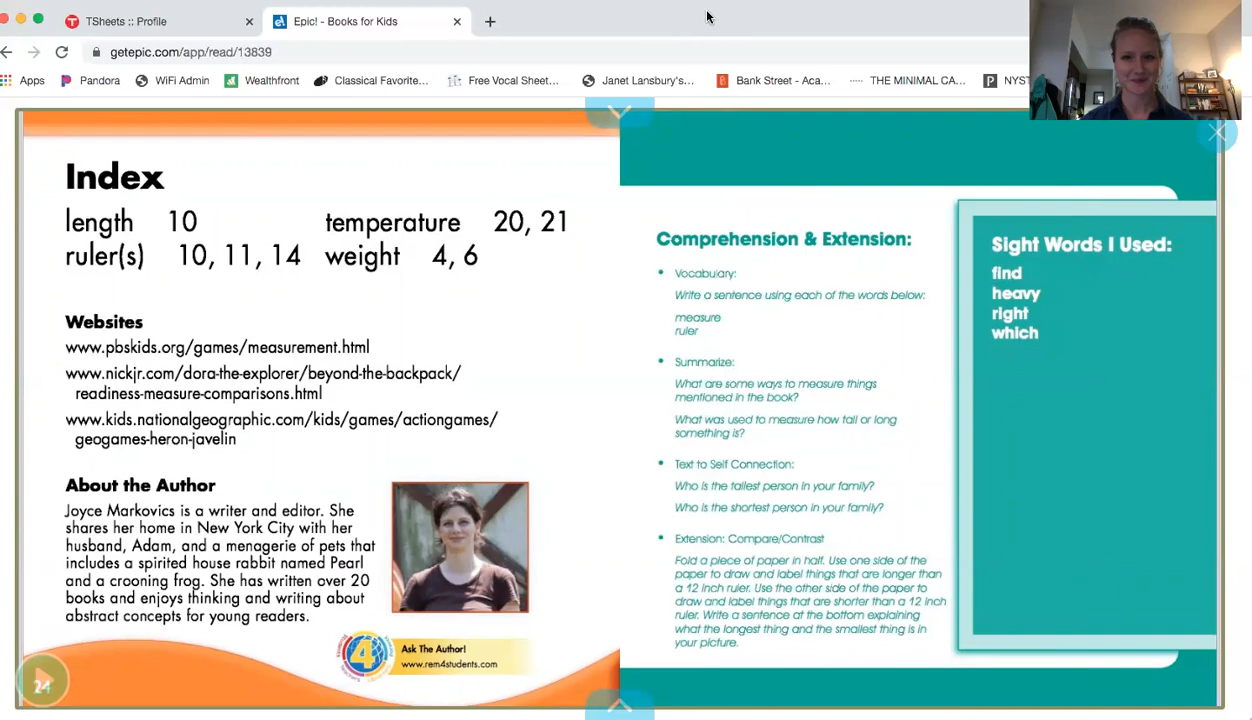 TSheets :: Profile
Epic! - Books for Kids
getepic.com/app/read/13839
Apps
Pandora
WiFi Admin
Wealthfront
Classical Favorite...
Free Vocal Sheet...
Janet Lansbury's...
Bank Street - Aca...
THE MINIMAL CA...
NYST
Index
length 10
temperature 20, 21
ruler(s) 10, 11, 14
weight 4, 6
Websites
www.pbskids.org/games/measurement.html
www.nickjr.com/dora-the-explorer/beyond-the-backpack/
readiness-measure-comparisons.html
www.kids.nationalgeographic.com/kids/games/actiongames/
geogames-heron-javelin
About the Author
Joyce Markovics is a writer and editor. She
shares her home in New York City with her
husband, Adam, and a menagerie of pets that
includes a spirited house rabbit named Pearl
and a crooning frog. She has written over 20
books and enjoys thinking and writing about
abstract concepts for young readers.
4
Ask The Author!
www.rem4students.com
24
Comprehension & Extension:
• Vocabulary:
Write a sentence using each of the words below:
measure
ruler
• Summarize:
What are some ways to measure things
mentioned in the book?
What was used to measure how tall or long
something is?
• Text to Self Connection:
Who is the tallest person in your family?
Who is the shortest person in your family?
• Extension: Compare/Contrast
Fold a piece of paper in half. Use one side of the
paper to draw and label things that are longer than
a 12 inch ruler. Use the other side of the paper to
draw and label things that are shorter than a 12 inch
ruler. Write a sentence at the bottom explaining
what the longest thing and the smallest thing is in
your picture.
Sight Words I Used:
find
heavy
right
which